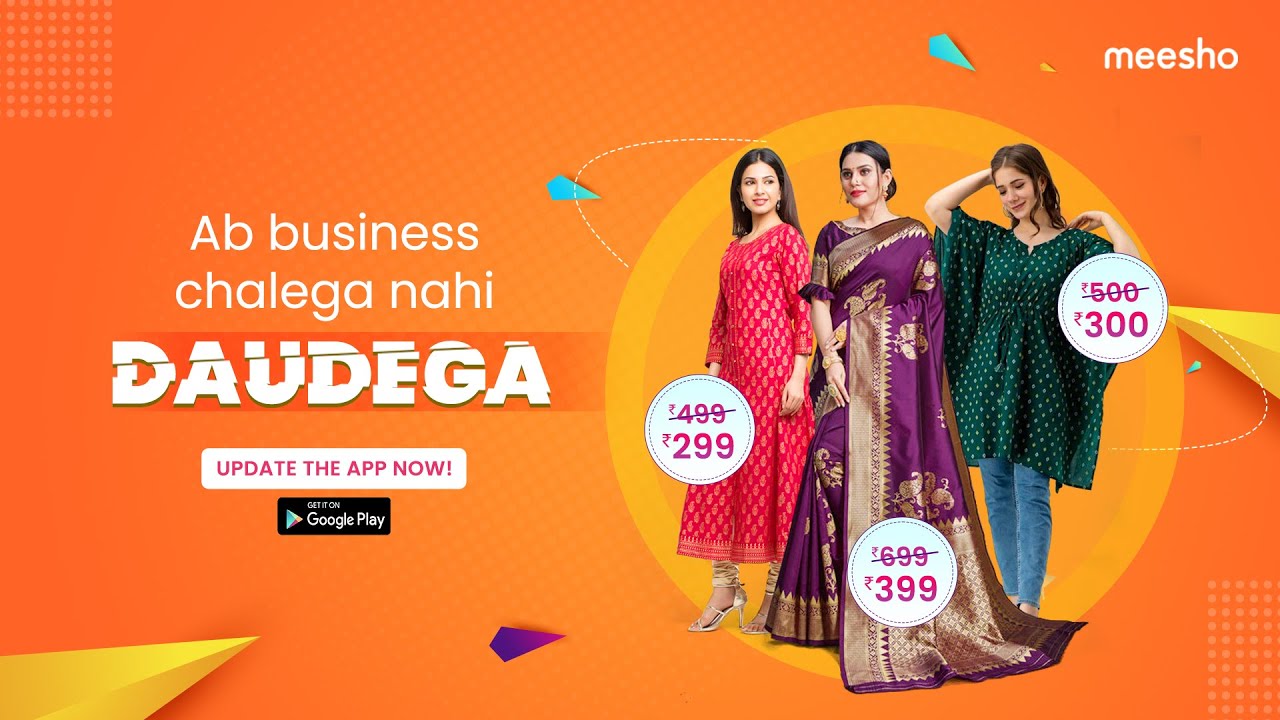 meesho
Ab business
chalega nahi
DAUDEGA
UPDATE THE APP NOW!
GET IT ON
Google Play
₹499
₹299
₹699
₹399
₹500
₹300